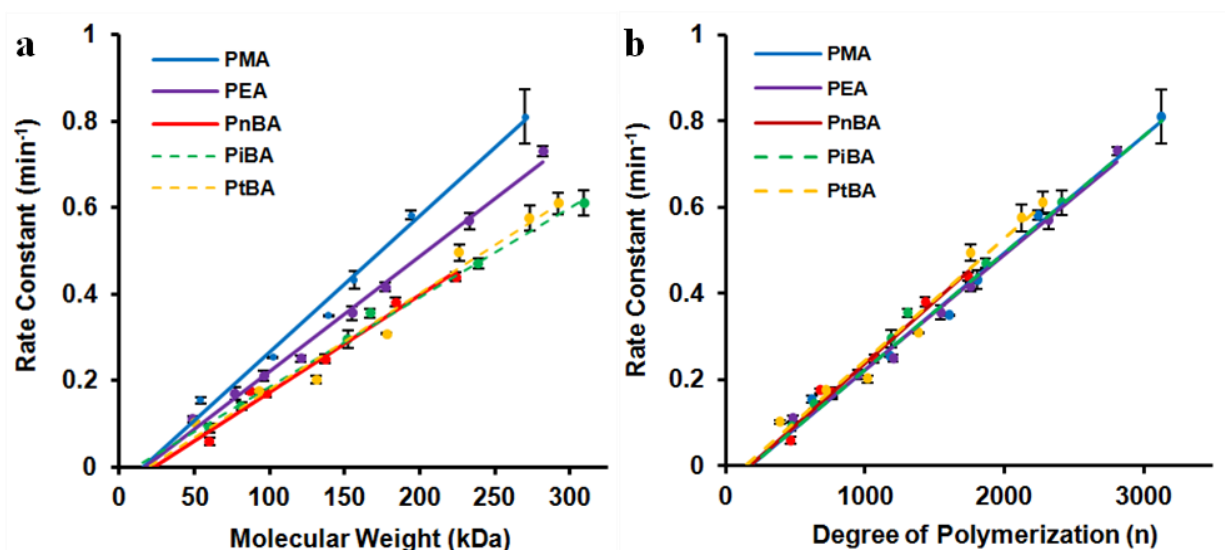 a
PMA
PEA
PnBA
PiBA
PtBA
1
0.8
0.6
0.4
0.2
0
0 50 100 150 200 250 300
Rate Constant (min⁻¹)
Molecular Weight (kDa)
b
PMA
PEA
PnBA
PiBA
PtBA
1
0.8
0.6
0.4
0.2
0
0 1000 2000 3000
Rate Constant (min⁻¹)
Degree of Polymerization (n)